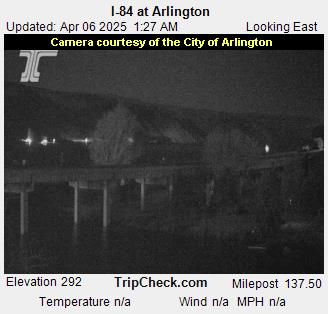 I-84 at Arlington
Updated: Apr 06 2025 1:27 AM Looking East
Camera courtesy of the City of Arlington
Elevation 292 TripCheck.com Milepost 137.50
Temperature n/a Wind n/a MPH n/a